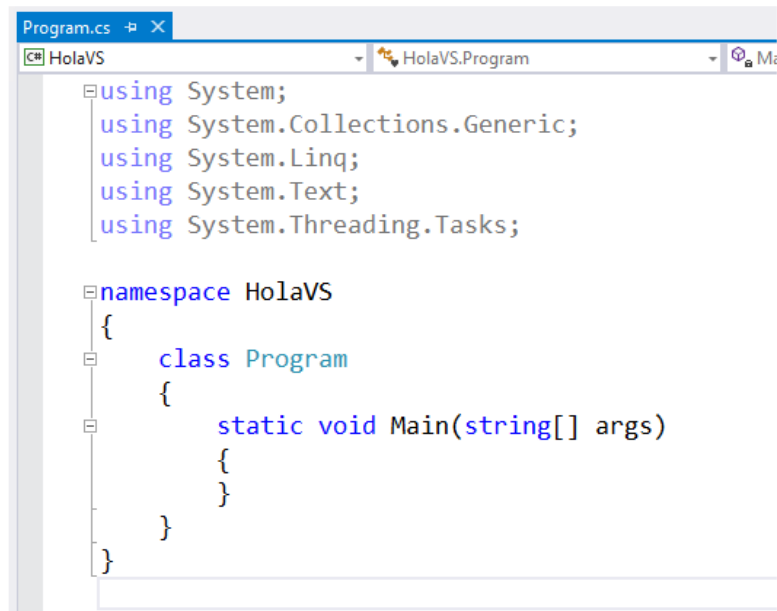 Program.cs
C# HolaVS HolaVS.Program Ma
using System;
using System.Collections.Generic;
using System.Linq;
using System.Text;
using System.Threading.Tasks;
namespace HolaVS
{
class Program
{
static void Main(string[] args)
{
}
}
}